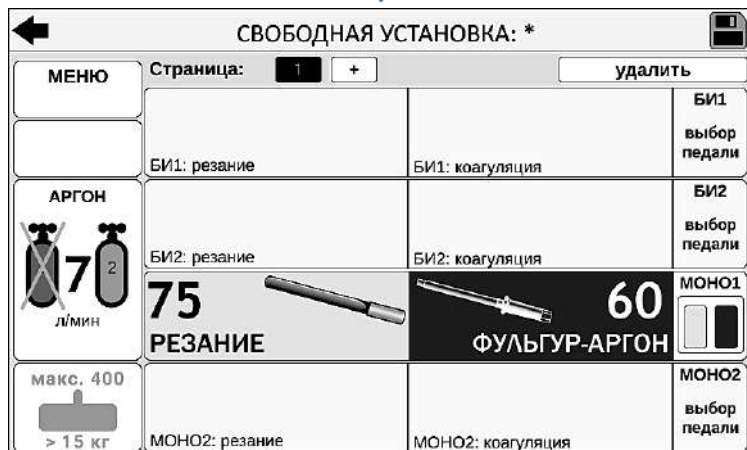 СВОБОДНАЯ УСТАНОВКА: *
МЕНЮ
Страница: 1 + удалить
БИ1: резание
БИ1: коагуляция
БИ1
выбор
педали
АРГОН
7
2
л/мин
БИ2: резание
БИ2: коагуляция
БИ2
выбор
педали
75
РЕЗАНИЕ
60
ФУЛЬГУР-АРГОН
МОНО1
макс. 400
> 15 кг
МОНО2: резание
МОНО2: коагуляция
МОНО2
выбор
педали